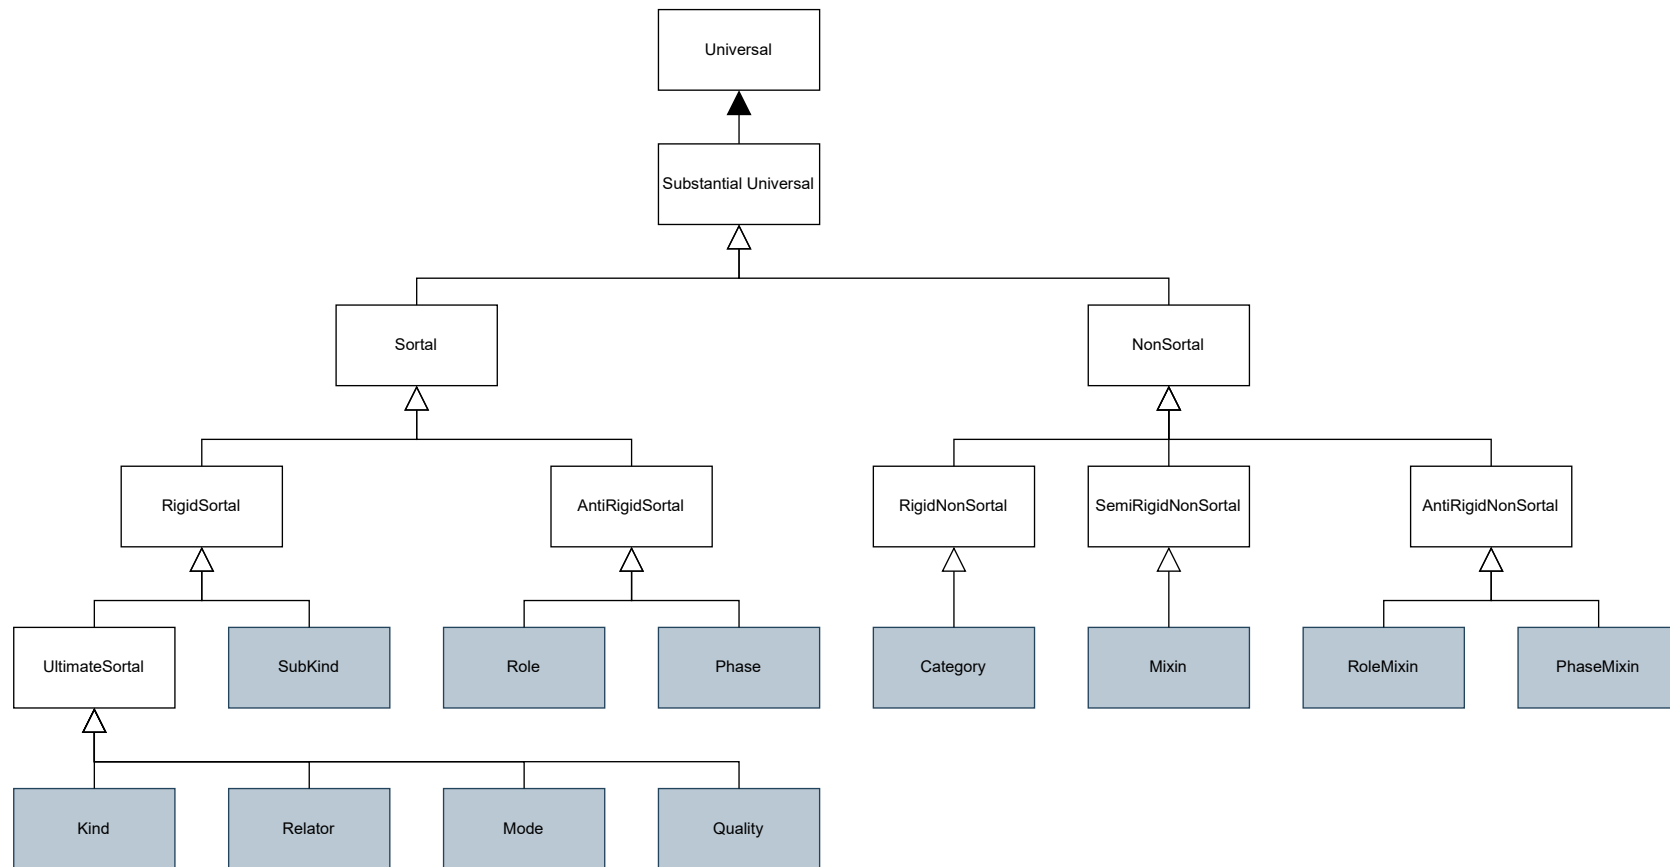 Universal
Substantial Universal
Sortal
NonSortal
RigidSortal
AntiRigidSortal
RigidNonSortal
SemiRigidNonSortal
AntiRigidNonSortal
UltimateSortal
SubKind
Role
Phase
Category
Mixin
RoleMixin
PhaseMixin
Kind
Relator
Mode
Quality